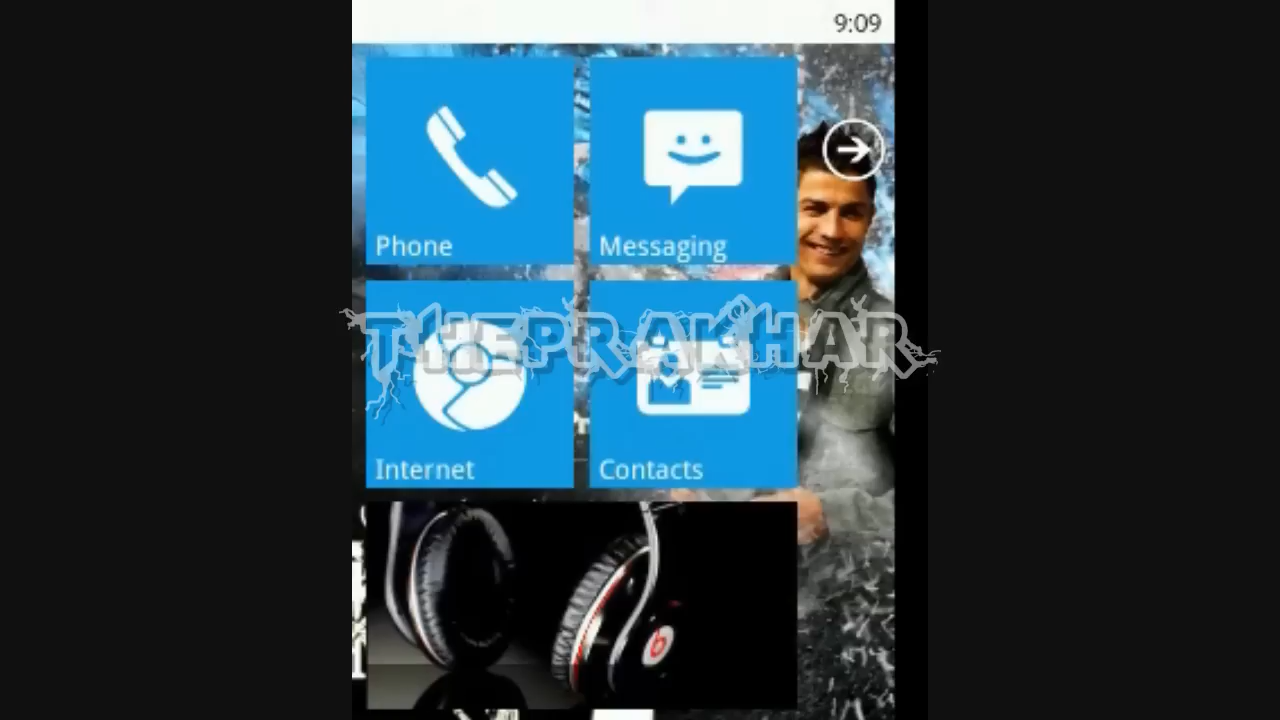 9:09
Phone
Messaging
THEPRAKHAR
Internet
Contacts
b